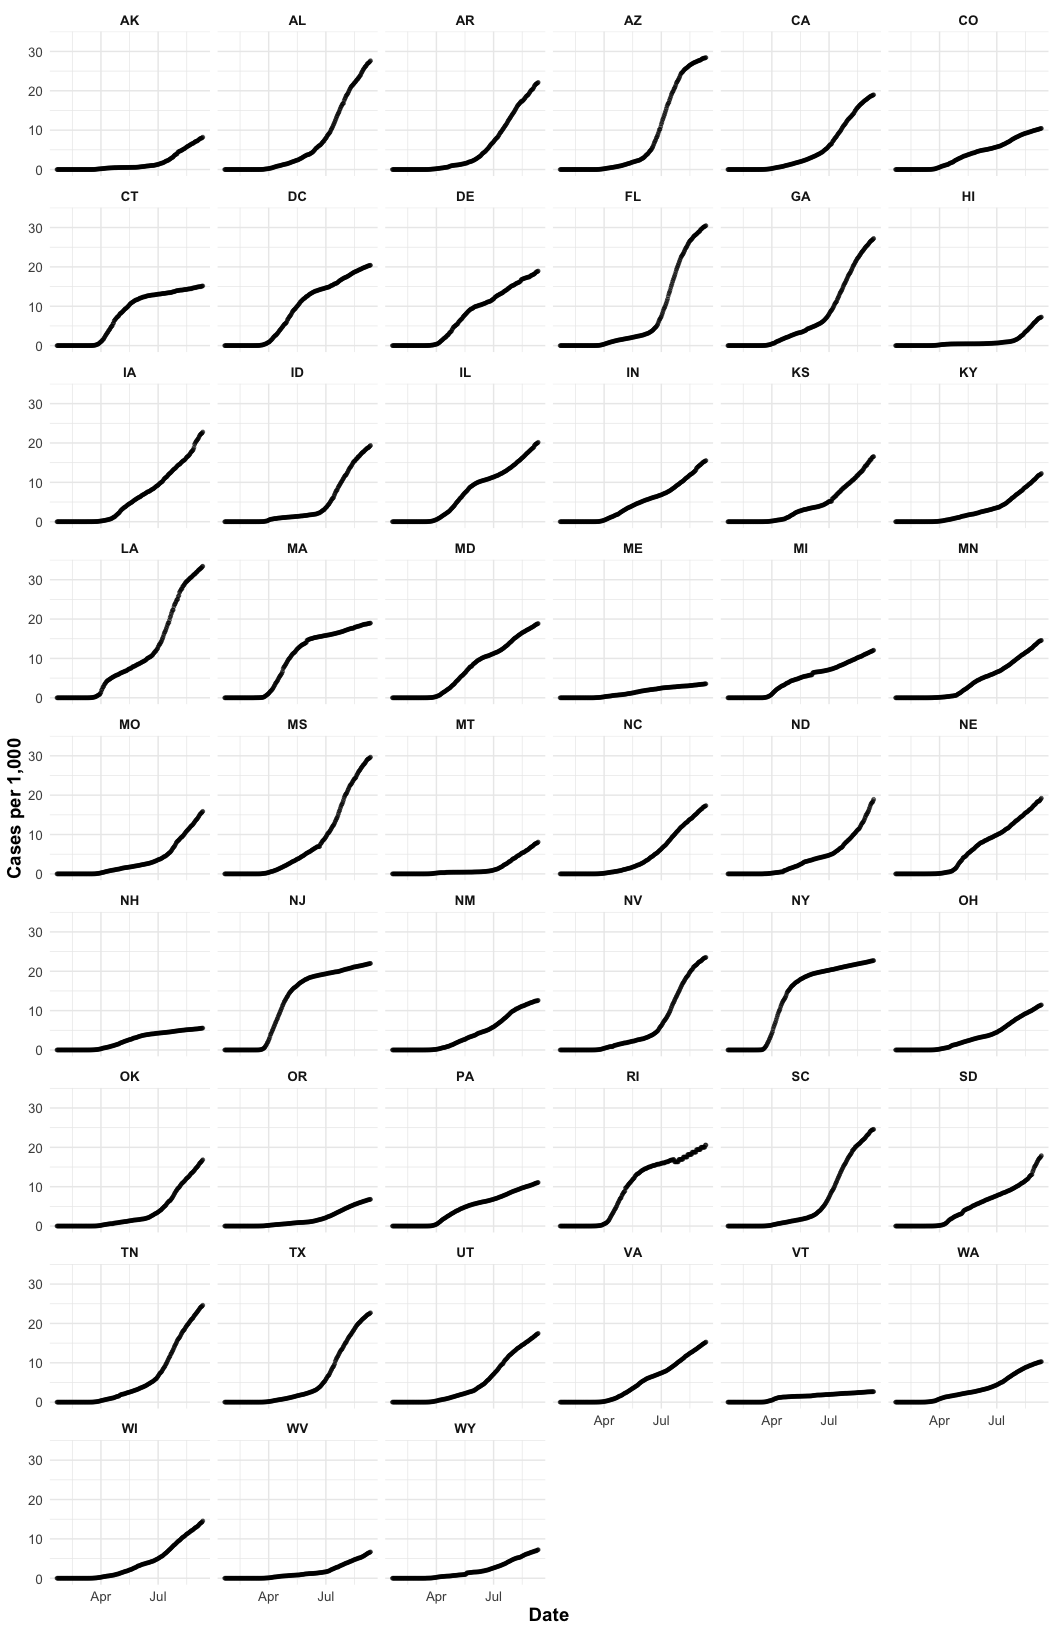 AK AL AR AZ CA CO
30
20
10
0
CT DC DE FL GA HI
30
20
10
0
IA ID IL IN KS KY
30
20
10
0
LA MA MD ME MI MN
30
20
10
0
MO MS MT NC ND NE
30
20
10
0
Cases per 1,000
NH NJ NM NV NY OH
30
20
10
0
OK OR PA RI SC SD
30
20
10
0
TN TX UT VA VT WA
30
20
10
0
Apr Jul Apr Jul Apr Jul
WI WV WY
30
20
10
0
Apr Jul Apr Jul Apr Jul
Date